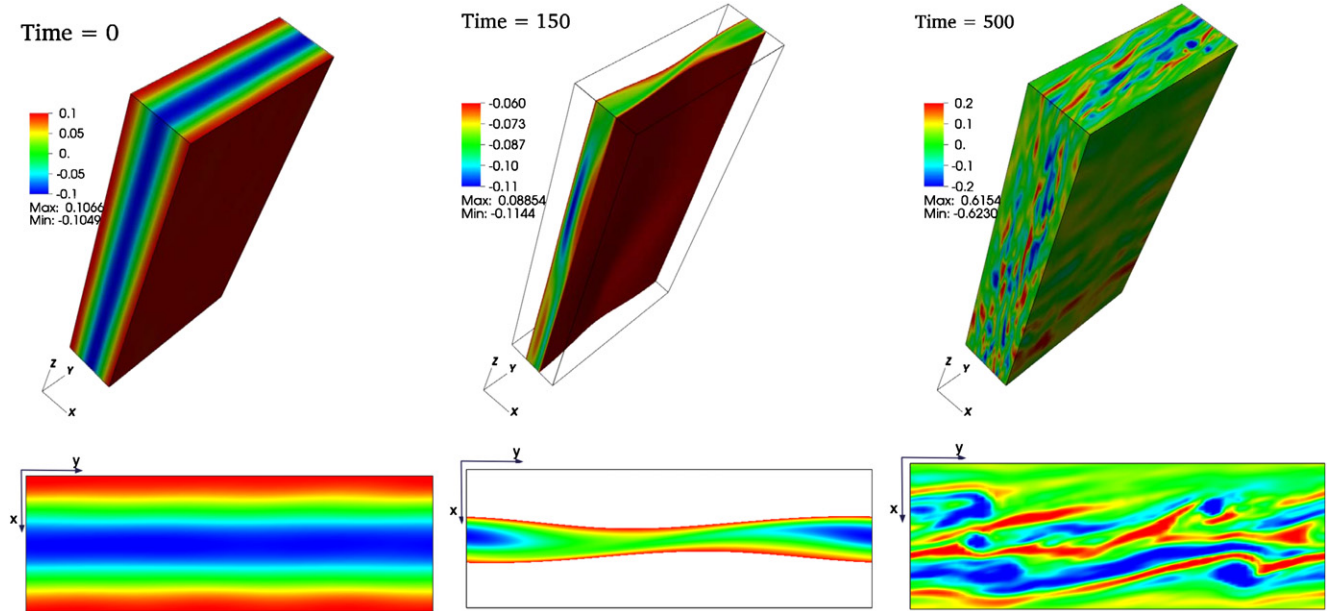 Time = 0
0.1
0.05
0.
-0.05
-0.1
Max: 0.1066
Min: -0.1049
Z
Y
X
Time = 150
-0.060
-0.073
-0.087
-0.10
-0.11
Max: 0.08854
Min: -0.1144
Z
Y
X
Time = 500
0.2
0.1
0.0
-0.1
-0.2
Max: 0.6154
Min: -0.6230
Z
Y
X
y
x
y
x
y
x